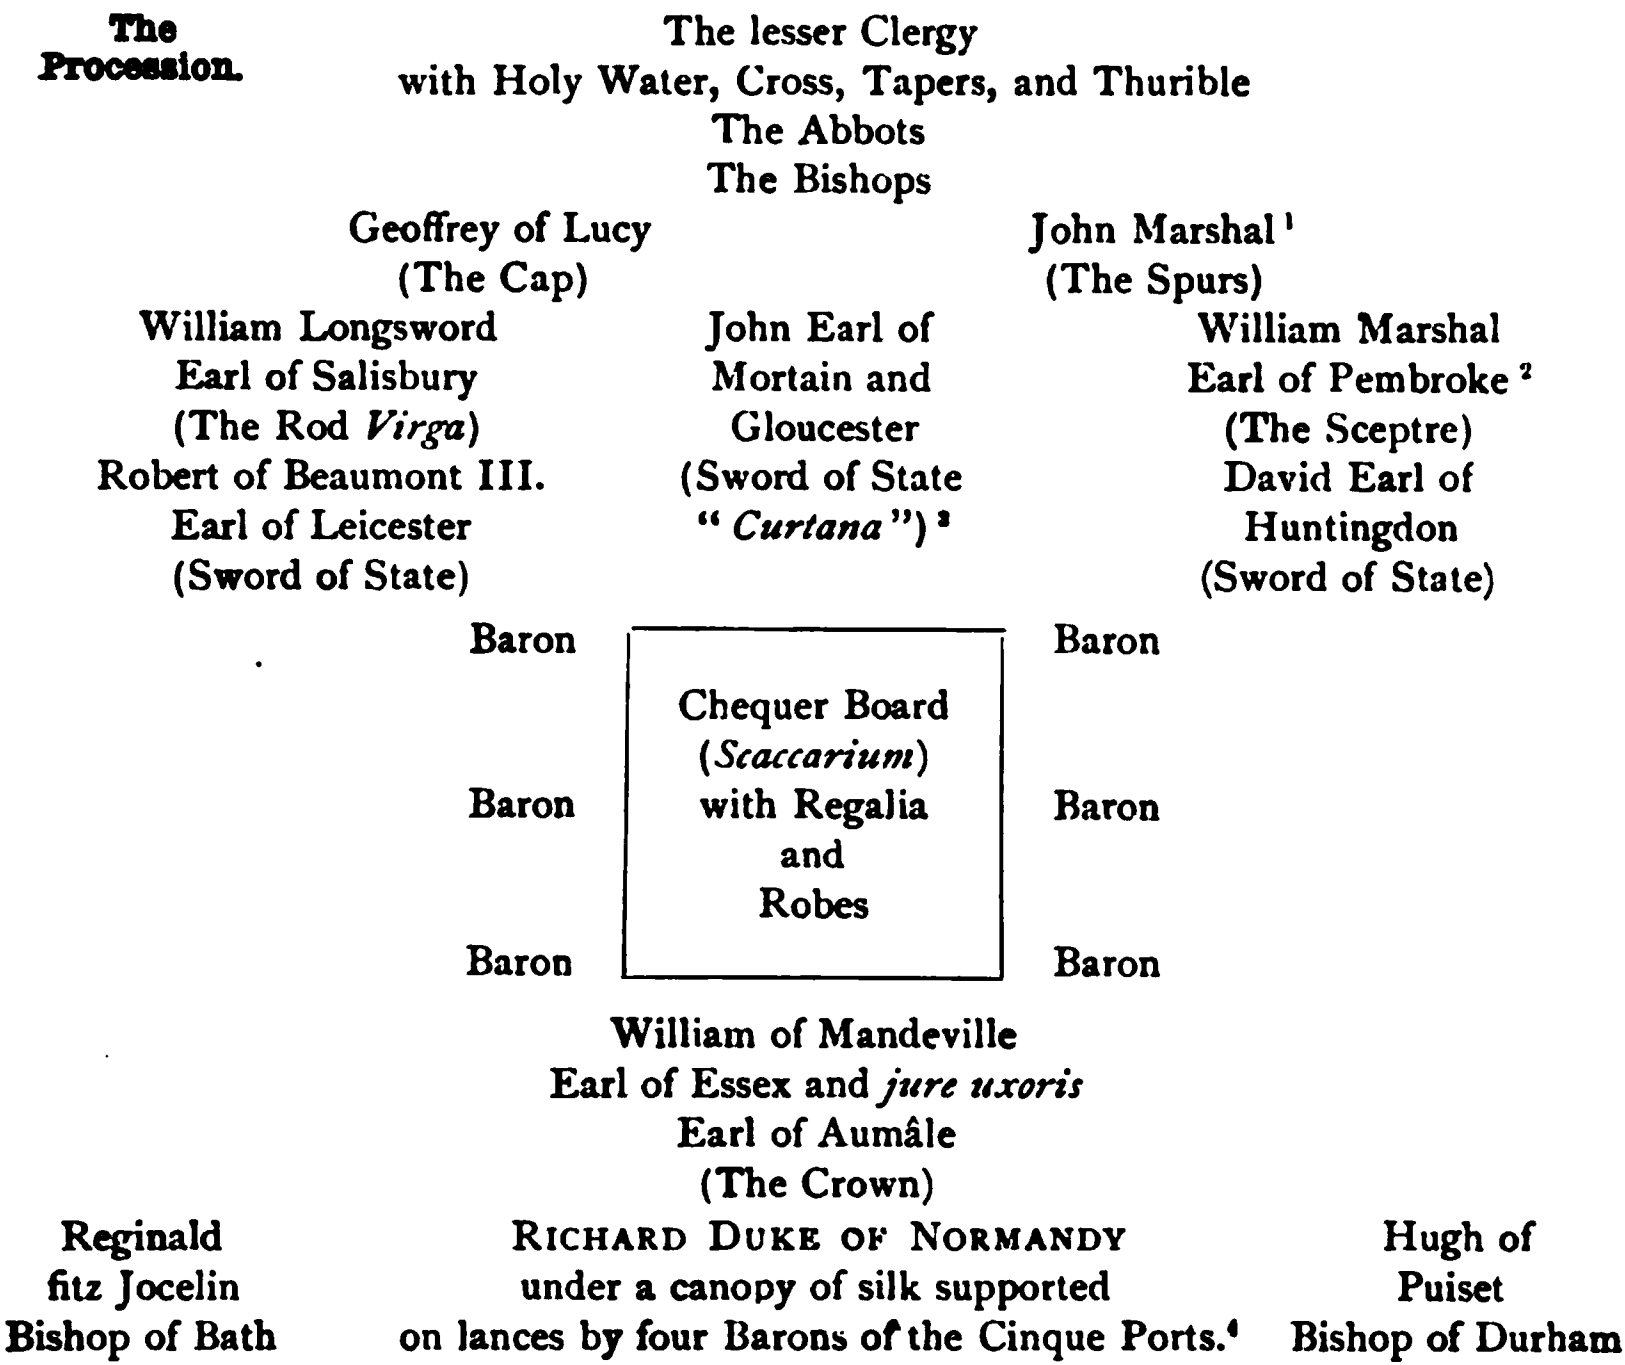 The
Procession.
The lesser Clergy
with Holy Water, Cross, Tapers, and Thurible
The Abbots
The Bishops
Geoffrey of Lucy
(The Cap)
John Marshal ¹
(The Spurs)
William Longsword
Earl of Salisbury
(The Rod Virga)
Robert of Beaumont III.
Earl of Leicester
(Sword of State)
John Earl of
Mortain and
Gloucester
(Sword of State
“ Curtana ”) ³
William Marshal
Earl of Pembroke ²
(The Sceptre)
David Earl of
Huntingdon
(Sword of State)
Baron
Baron
Baron
Chequer Board
(Scaccarium)
with Regalia
and
Robes
Baron
Baron
Baron
William of Mandeville
Earl of Essex and jure uxoris
Earl of Aumâle
(The Crown)
Reginald
fitz Jocelin
Bishop of Bath
RICHARD DUKE OF NORMANDY
under a canopy of silk supported
on lances by four Barons of the Cinque Ports.⁴
Hugh of
Puiset
Bishop of Durham